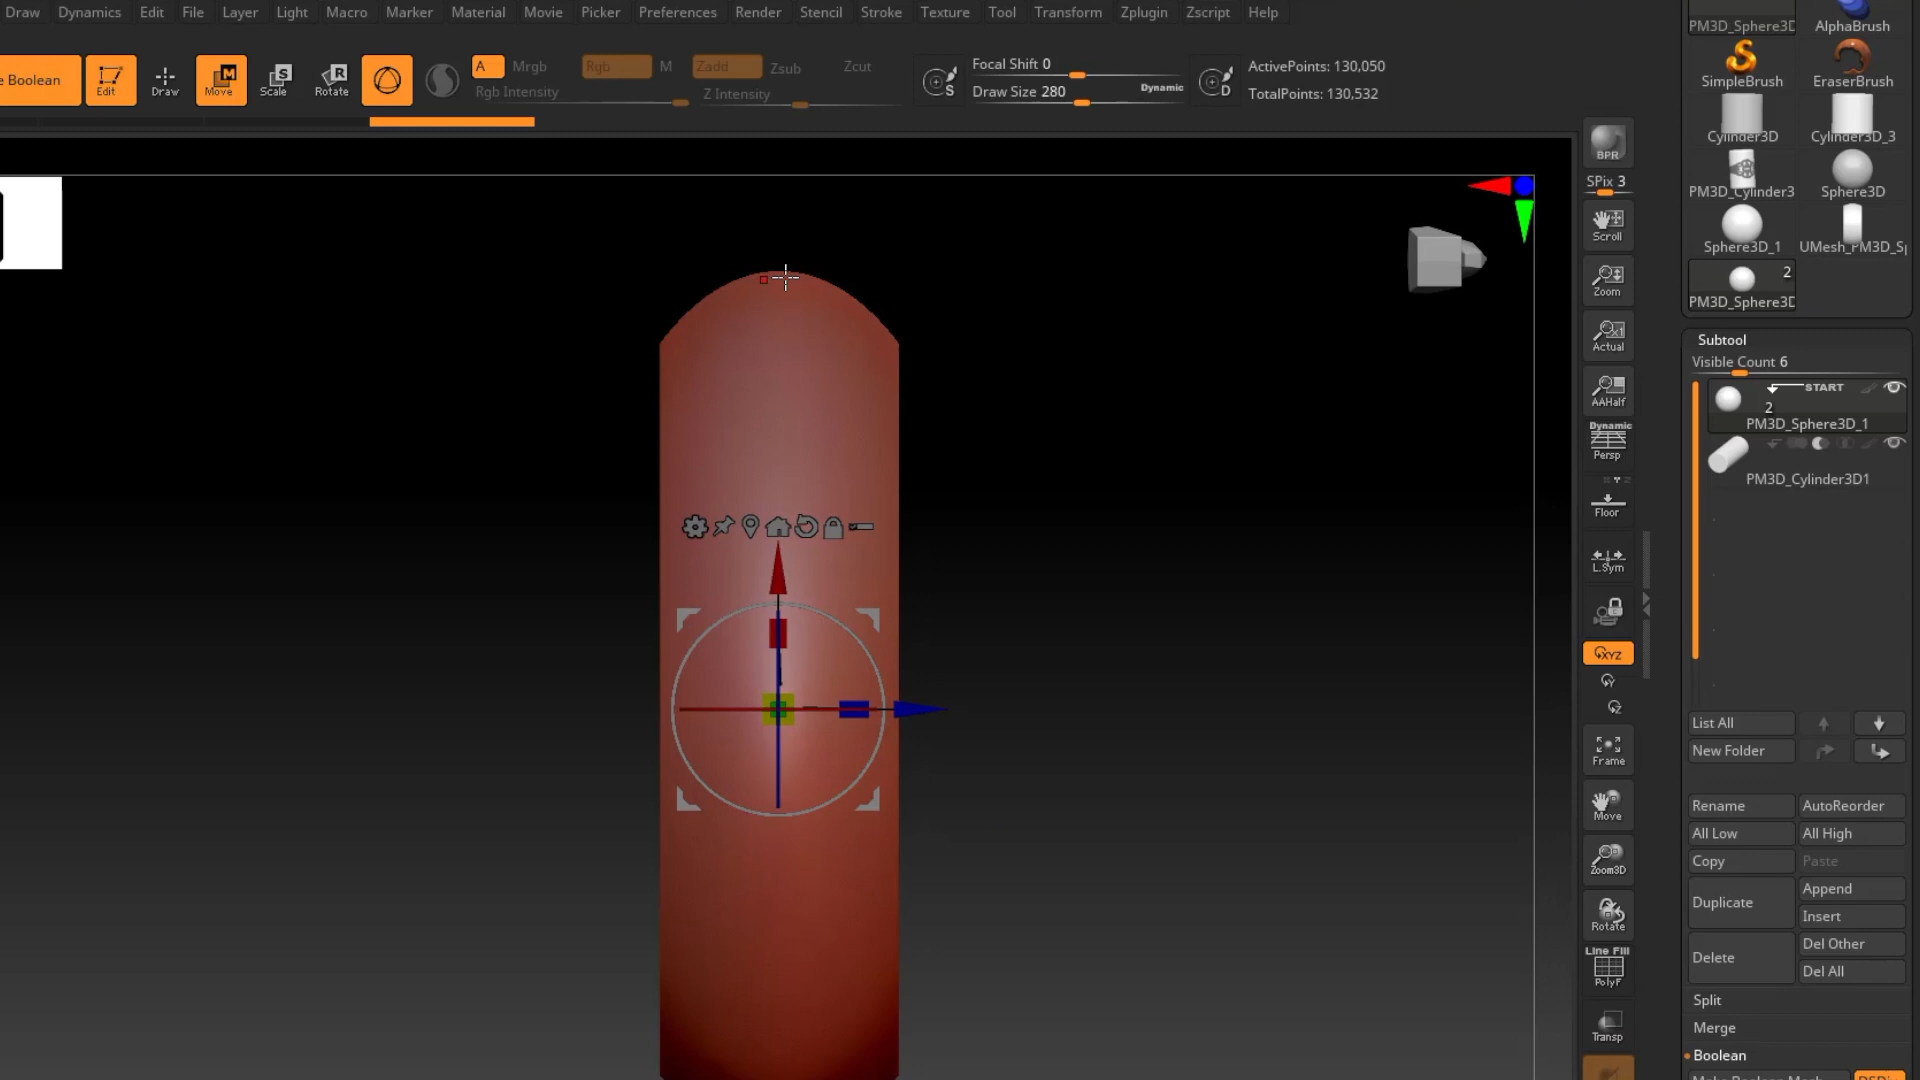 Draw Dynamics Edit File Layer Light Macro Marker Material Movie Picker Preferences Render Stencil Stroke Texture Tool Transform Zplugin Zscript Help
e Boolean Edit Draw Move Scale Rotate A Mrgb Rgb M Zadd Zsub Zcut
Rgb Intensity Z Intensity
Focal Shift 0
Draw Size 280 Dynamic
ActivePoints: 130,050
TotalPoints: 130,532
M S R S D
BPR
SPix 3
Scroll
Zoom
Actual
AAHalf
Dynamic
Persp
Floor
L.Sym
XYZ
Y
Z
Frame
Move
Zoom3D
Rotate
Line Fill
PolyF
Transp
PM3D_Sphere3D AlphaBrush
SimpleBrush EraserBrush
Cylinder3D Cylinder3D_3
PM3D_Cylinder3 Sphere3D
Sphere3D_1 UMesh_PM3D_S
2
PM3D_Sphere3D
Subtool
Visible Count 6
START
2
PM3D_Sphere3D_1
PM3D_Cylinder3D1
List All
New Folder
Rename AutoReorder
All Low All High
Copy Paste
Duplicate Append
Insert
Delete Del Other
Del All
Split
Merge
Boolean
Make Boolean Mesh DSDiv